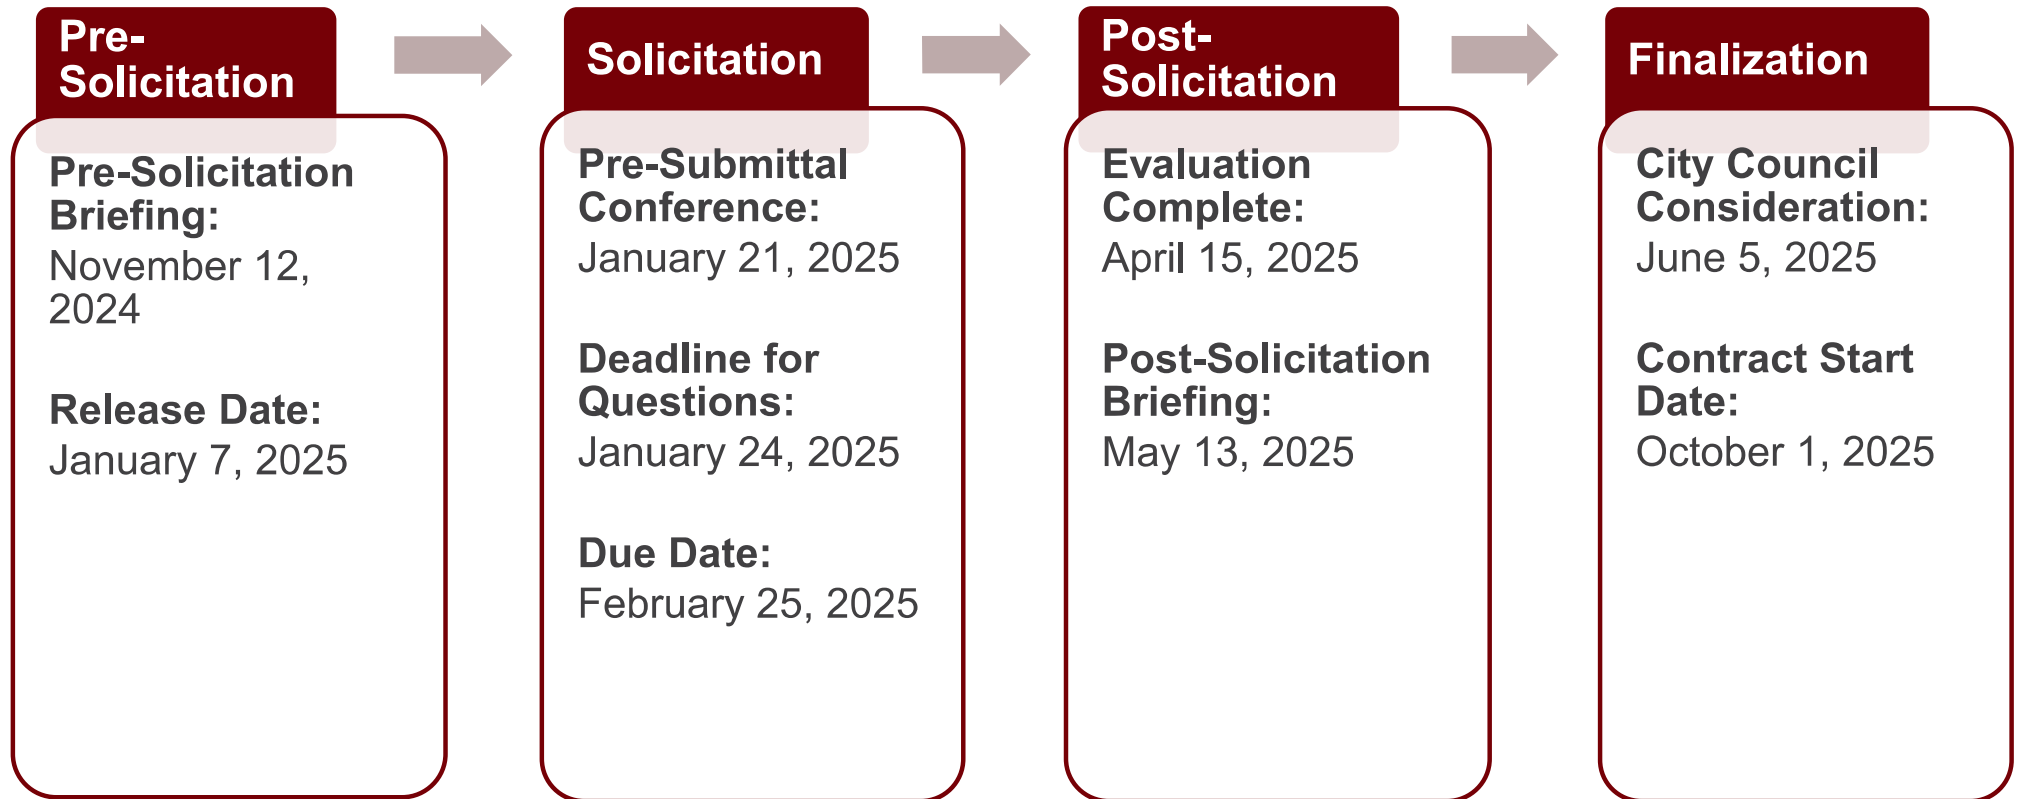 Pre-
Solicitation
Pre-Solicitation
Briefing:
November 12,
2024
Release Date:
January 7, 2025
Solicitation
Pre-Submittal
Conference:
January 21, 2025
Deadline for
Questions:
January 24, 2025
Due Date:
February 25, 2025
Post-
Solicitation
Evaluation
Complete:
April 15, 2025
Post-Solicitation
Briefing:
May 13, 2025
Finalization
City Council
Consideration:
June 5, 2025
Contract Start
Date:
October 1, 2025